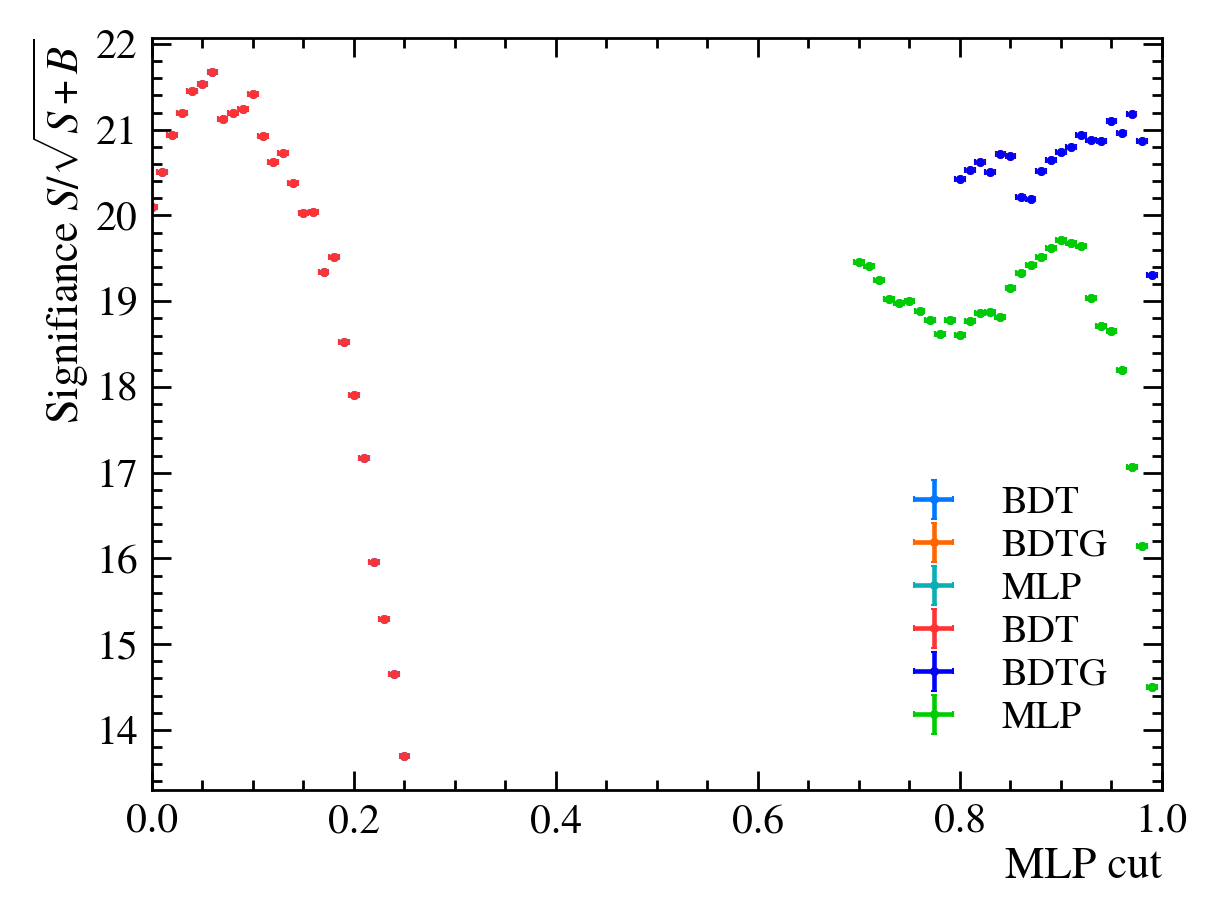 Signifiance S/√S+B
22
21
20
19
18
17
16
15
14
BDT
BDTG
MLP
BDT
BDTG
MLP
0.0 0.2 0.4 0.6 0.8 1.0
MLP cut